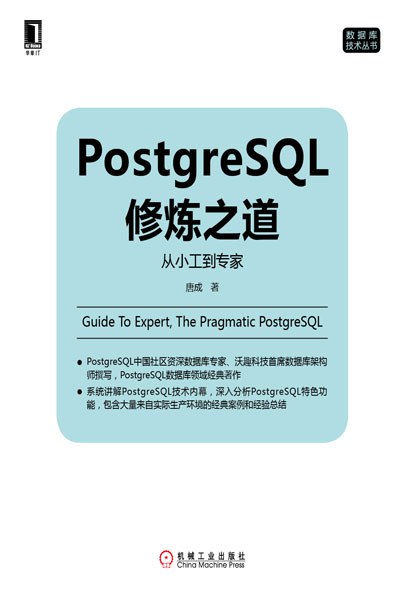 数据库
技术丛书
华章IT
PostgreSQL
修炼之道
从小工到专家
唐成 著
Guide To Expert, The Pragmatic PostgreSQL
● PostgreSQL中国社区资深数据库专家、沃趣科技首席数据库架构
师撰写，PostgreSQL数据库领域经典著作
● 系统讲解PostgreSQL技术内幕，深入分析PostgreSQL特色功
能，包含大量来自实际生产环境的经典案例和经验总结
机械工业出版社
China Machine Press